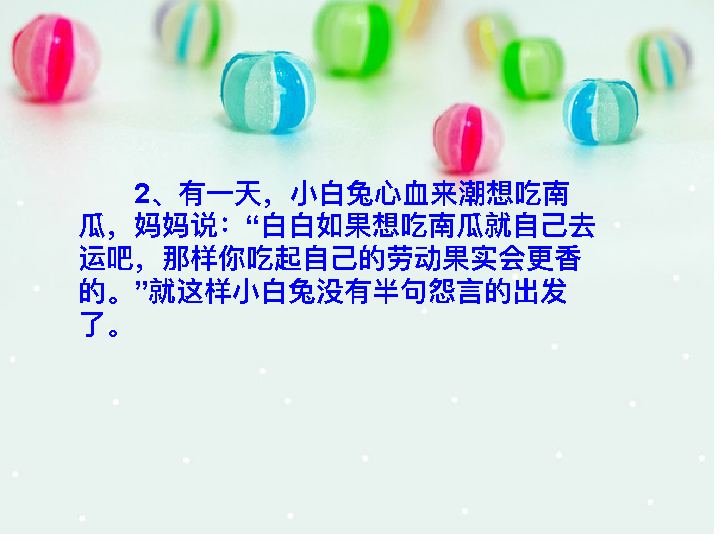 2、有一天，小白兔心血来潮想吃南
瓜，妈妈说：“白白如果想吃南瓜就自己去
运吧，那样你吃起自己的劳动果实会更香
的。”就这样小白兔没有半句怨言的出发
了。